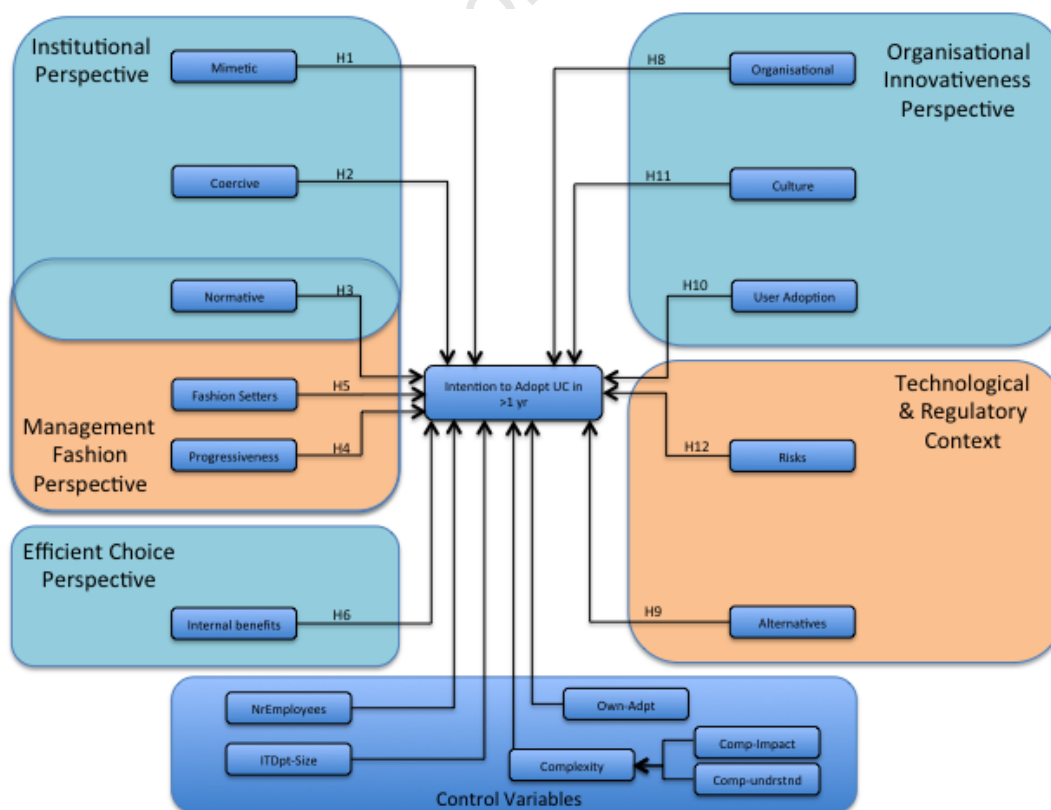 Institutional
Perspective
Mimetic
H1
Coercive
H2
Normative
H3
Fashion Setters
H5
Management
Fashion
Perspective
Progressiveness
H4
Efficient Choice
Perspective
Internal benefits
H6
Organisational
Innovativeness
Perspective
H8
Organisational
H11
Culture
H10
User Adoption
Intention to Adopt UC in
>1 yr
Technological
& Regulatory
Context
H12
Risks
H9
Alternatives
NrEmployees
Own-Adpt
ITDpt-Size
Complexity
Comp-Impact
Comp-undrstnd
Control Variables